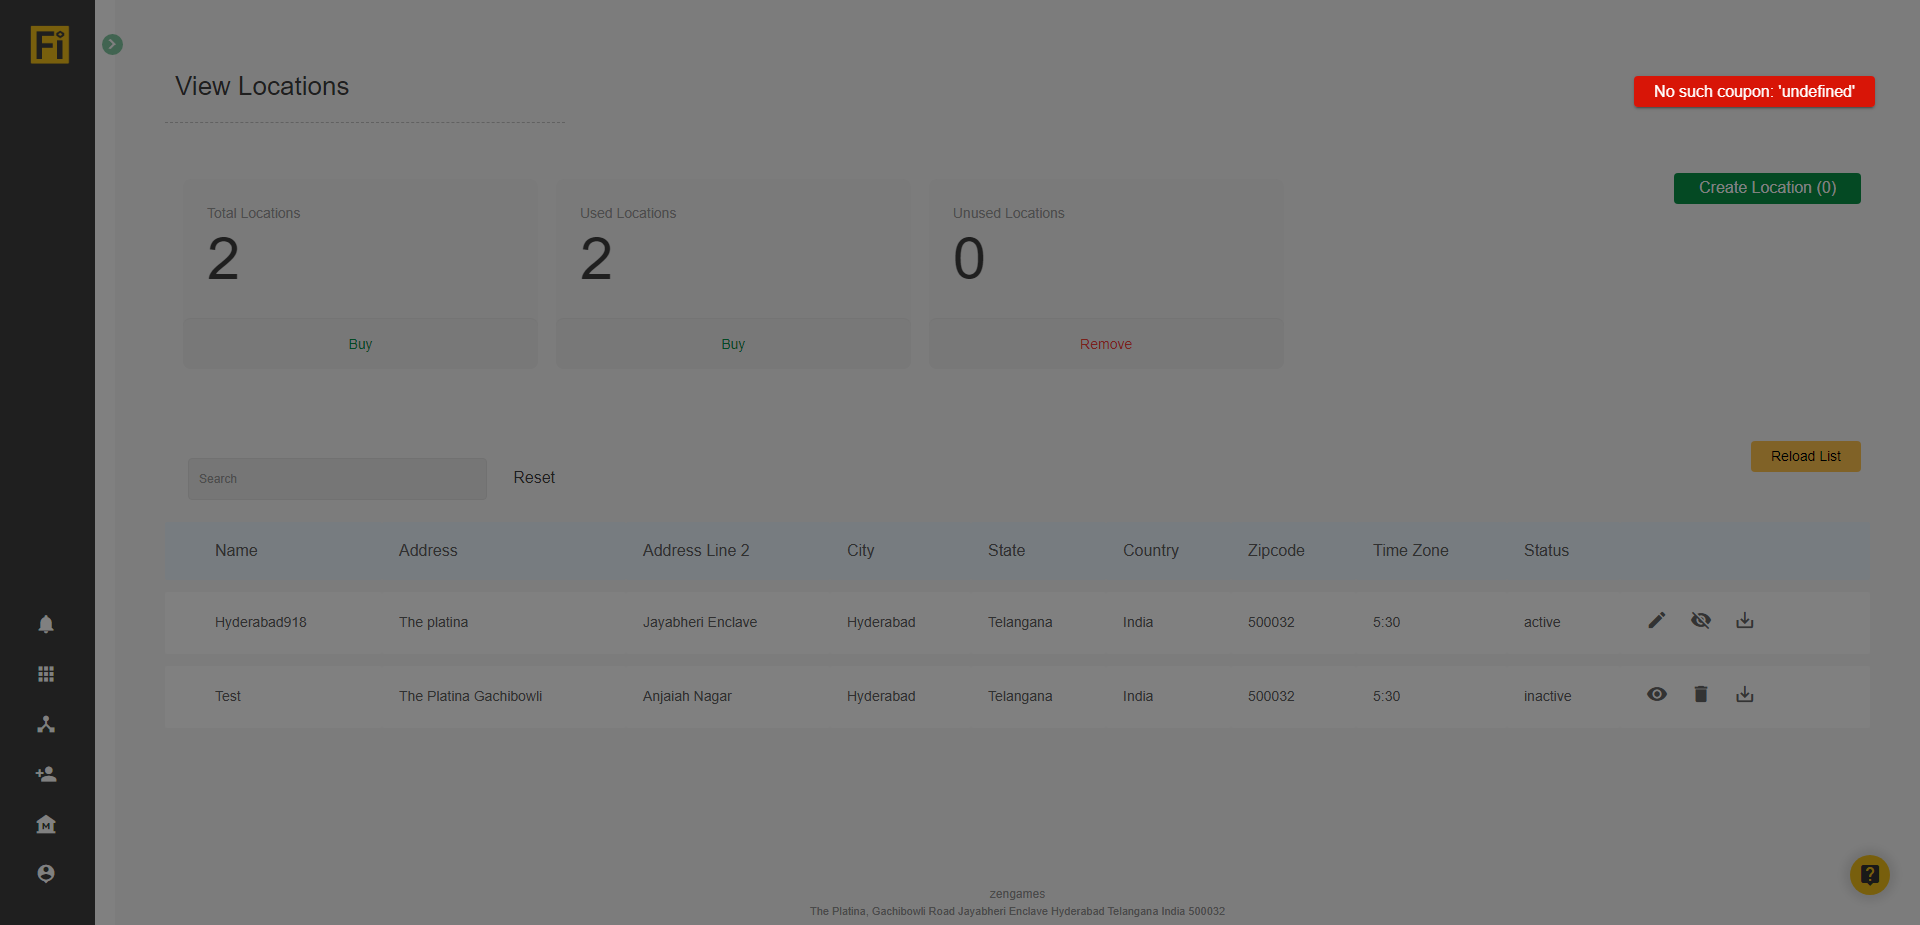 Fi
View Locations
No such coupon: 'undefined'
Create Location (0)
Total Locations
2
Buy
Used Locations
2
Buy
Unused Locations
0
Remove
Search
Reset
Reload List
Name Address Address Line 2 City State Country Zipcode Time Zone Status
Hyderabad918 The platina Jayabheri Enclave Hyderabad Telangana India 500032 5:30 active
Test The Platina Gachibowli Anjaiah Nagar Hyderabad Telangana India 500032 5:30 inactive
M
?
zengames
The Platina, Gachibowli Road Jayabheri Enclave Hyderabad Telangana India 500032